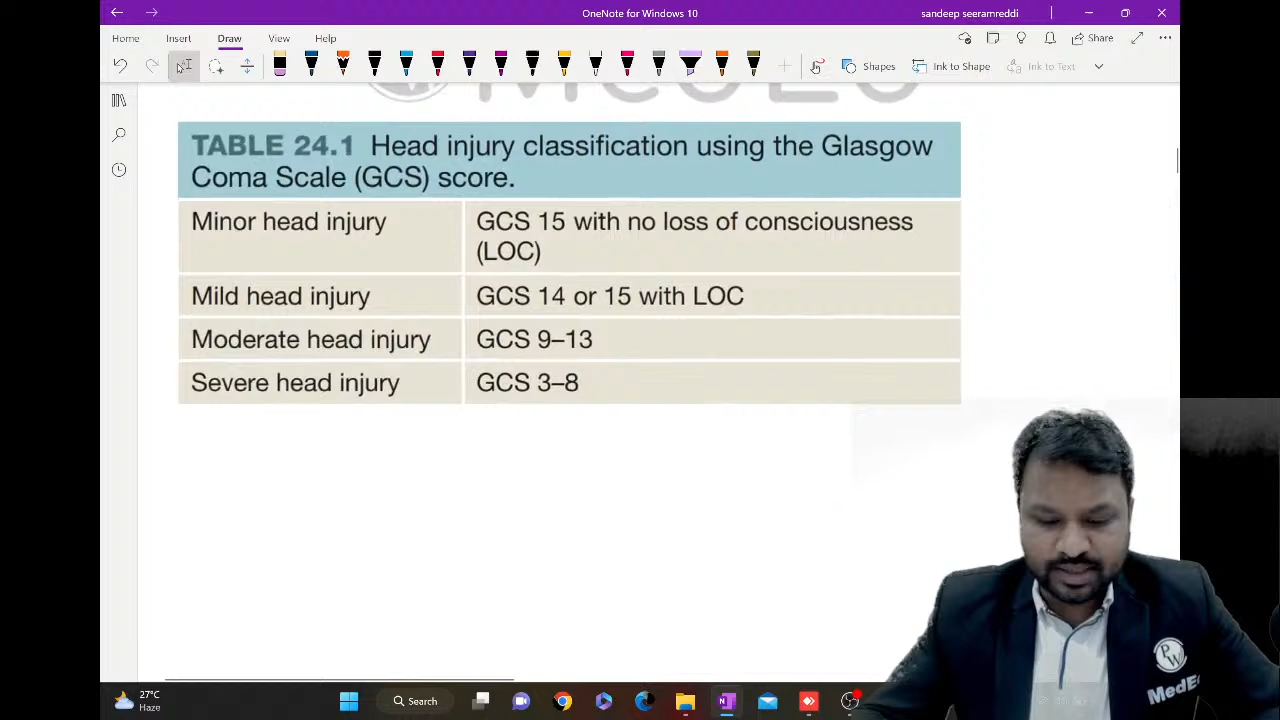 OneNote for Windows 10
sandeep seeramreddi
Home
Insert
Draw
View
Help
Share
Shapes
Ink to Shape
Ink to Text
MedEd
TABLE 24.1 Head injury classification using the Glasgow
Coma Scale (GCS) score.
Minor head injury
GCS 15 with no loss of consciousness
(LOC)
Mild head injury
GCS 14 or 15 with LOC
Moderate head injury
GCS 9–13
Severe head injury
GCS 3–8
PW
MedEd
27°C
Haze
Search